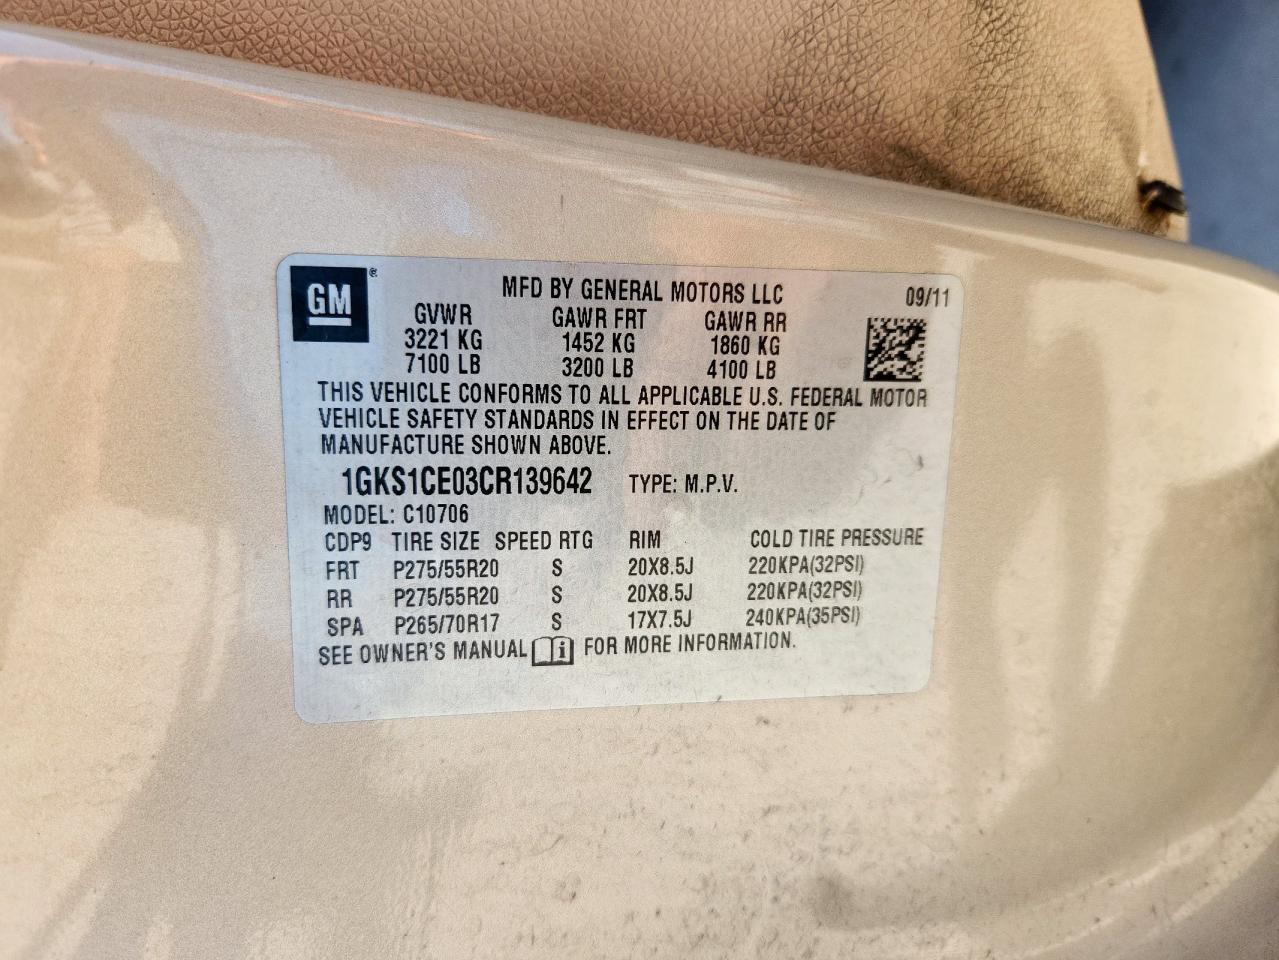 GM ®
MFD BY GENERAL MOTORS LLC 09/11
GVWR GAWR FRT GAWR RR
3221 KG 1452 KG 1860 KG
7100 LB 3200 LB 4100 LB
THIS VEHICLE CONFORMS TO ALL APPLICABLE U.S. FEDERAL MOTOR
VEHICLE SAFETY STANDARDS IN EFFECT ON THE DATE OF
MANUFACTURE SHOWN ABOVE.
1GKS1CE03CR139642 TYPE: M.P.V.
MODEL: C10706
CDP9 TIRE SIZE SPEED RTG RIM COLD TIRE PRESSURE
FRT P275/55R20 S 20X8.5J 220KPA(32PSI)
RR P275/55R20 S 20X8.5J 220KPA(32PSI)
SPA P265/70R17 S 17X7.5J 240KPA(35PSI)
SEE OWNER'S MANUAL i FOR MORE INFORMATION.